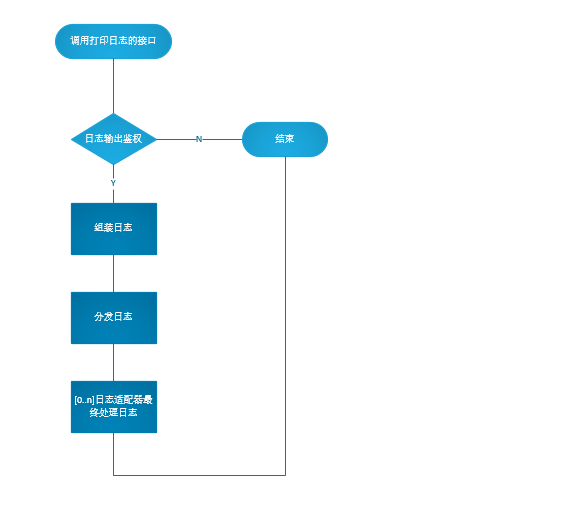 调用打印日志的接口
日志输出鉴权
N
结束
Y
组装日志
分发日志
[0..n]日志适配器最
终处理日志